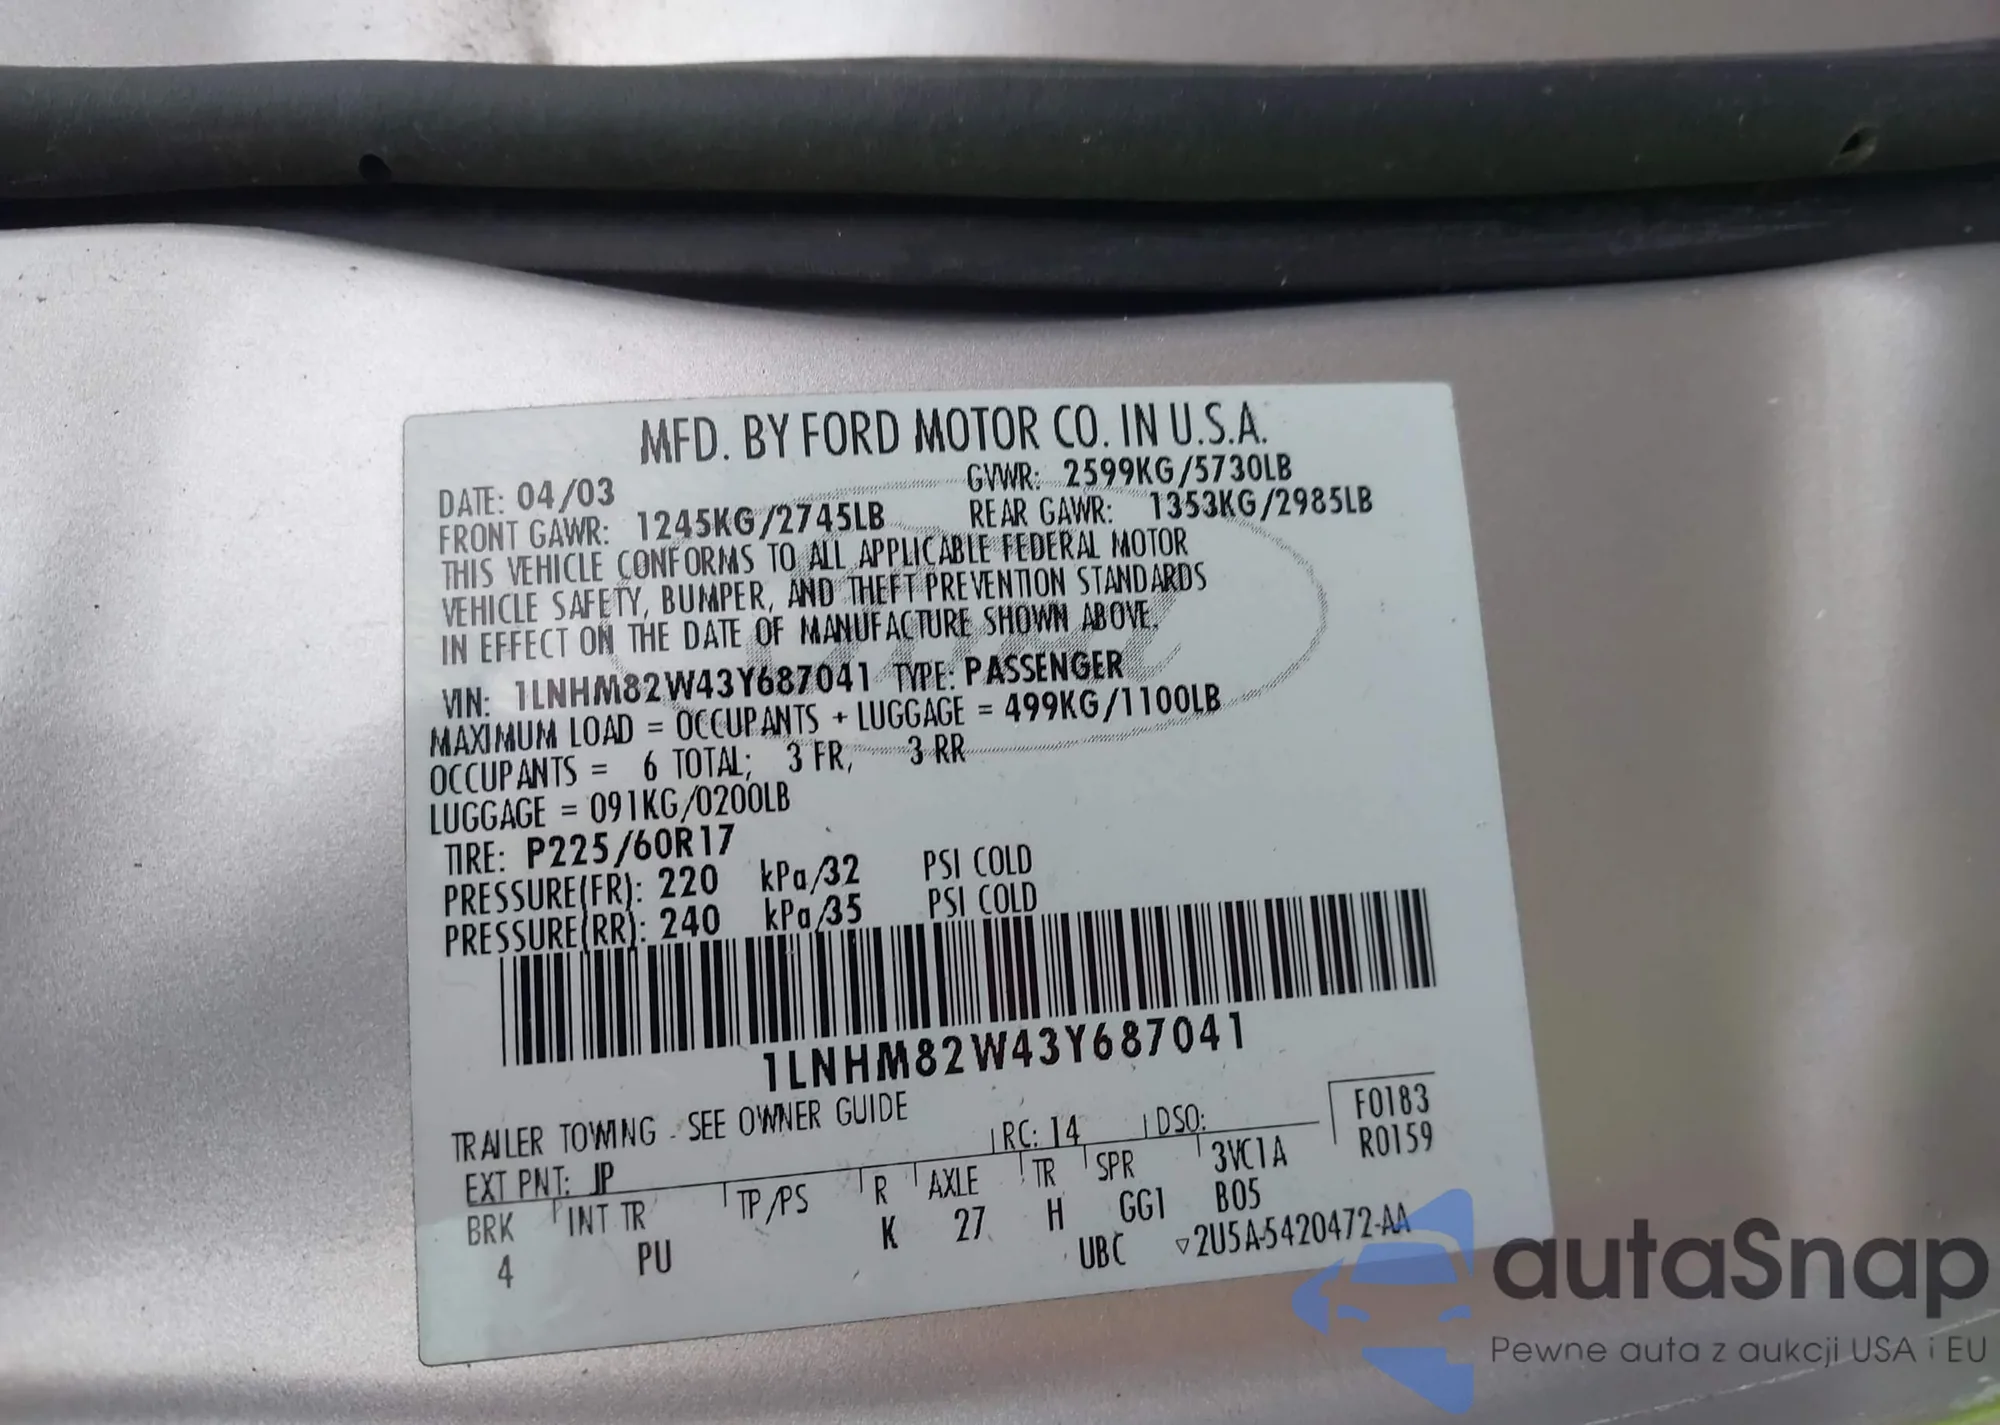 MFD. BY FORD MOTOR CO. IN U.S.A.
DATE: 04/03 GVWR: 2599KG/5730LB
FRONT GAWR: 1245KG/2745LB REAR GAWR: 1353KG/2985LB
THIS VEHICLE CONFORMS TO ALL APPLICABLE FEDERAL MOTOR
VEHICLE SAFETY, BUMPER, AND THEFT PREVENTION STANDARDS
IN EFFECT ON THE DATE OF MANUFACTURE SHOWN ABOVE.
VIN: 1LNHM82W43Y687041 TYPE: PASSENGER
MAXIMUM LOAD = OCCUPANTS + LUGGAGE = 499KG/1100LB
OCCUPANTS = 6 TOTAL; 3 FR, 3 RR
LUGGAGE = 091KG/0200LB
TIRE: P225/60R17
PRESSURE(FR): 220 kPa/32 PSI COLD
PRESSURE(RR): 240 kPa/35 PSI COLD
1LNHM82W43Y687041
TRAILER TOWING - SEE OWNER GUIDE
EXT PNT: JP RC: 14 DSO: F0183
R0159
BRK INT TR TP/PS R AXLE TR SPR 3VC1A
4 PU K 27 H GG1 B05
UBC ▽2U5A-5420472-AA
autaSnap
Pewne auta z aukcji USA i EU